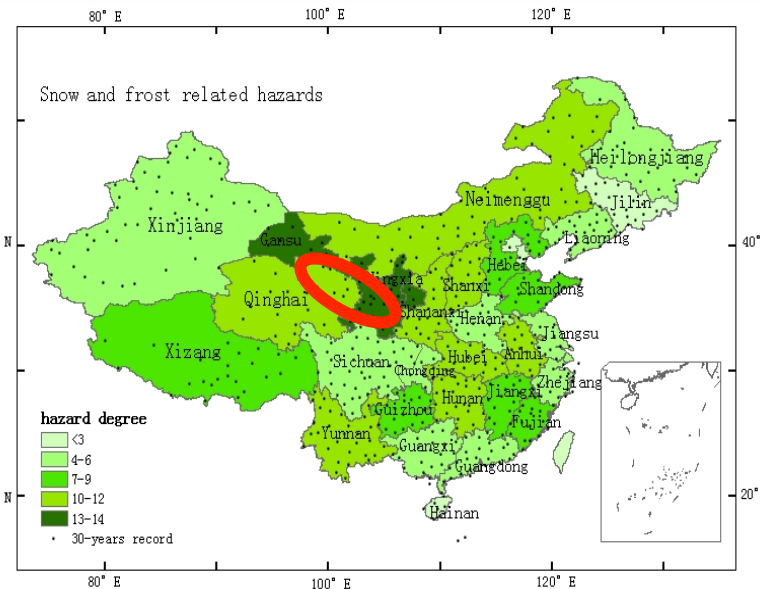 80° E
100° E
120° E
Snow and frost related hazards
Heilongjiang
Jilin
Neimenggu
Xinjiang
Liaoning
N
40°
Gansu
Hebei
Shanxi
Shandong
Qinghai
Henan
Jiangsu
Xizang
Sichuan
Hubei
Anhui
Chongqing
Zhejiang
Hunan
Jiangxi
Guizhou
Fujian
Yunnan
Guangxi
Guangdong
hazard degree
<3
4-6
7-9
10-12
13-14
30-years record
N
20°
Hainan
80° E
100° E
120° E